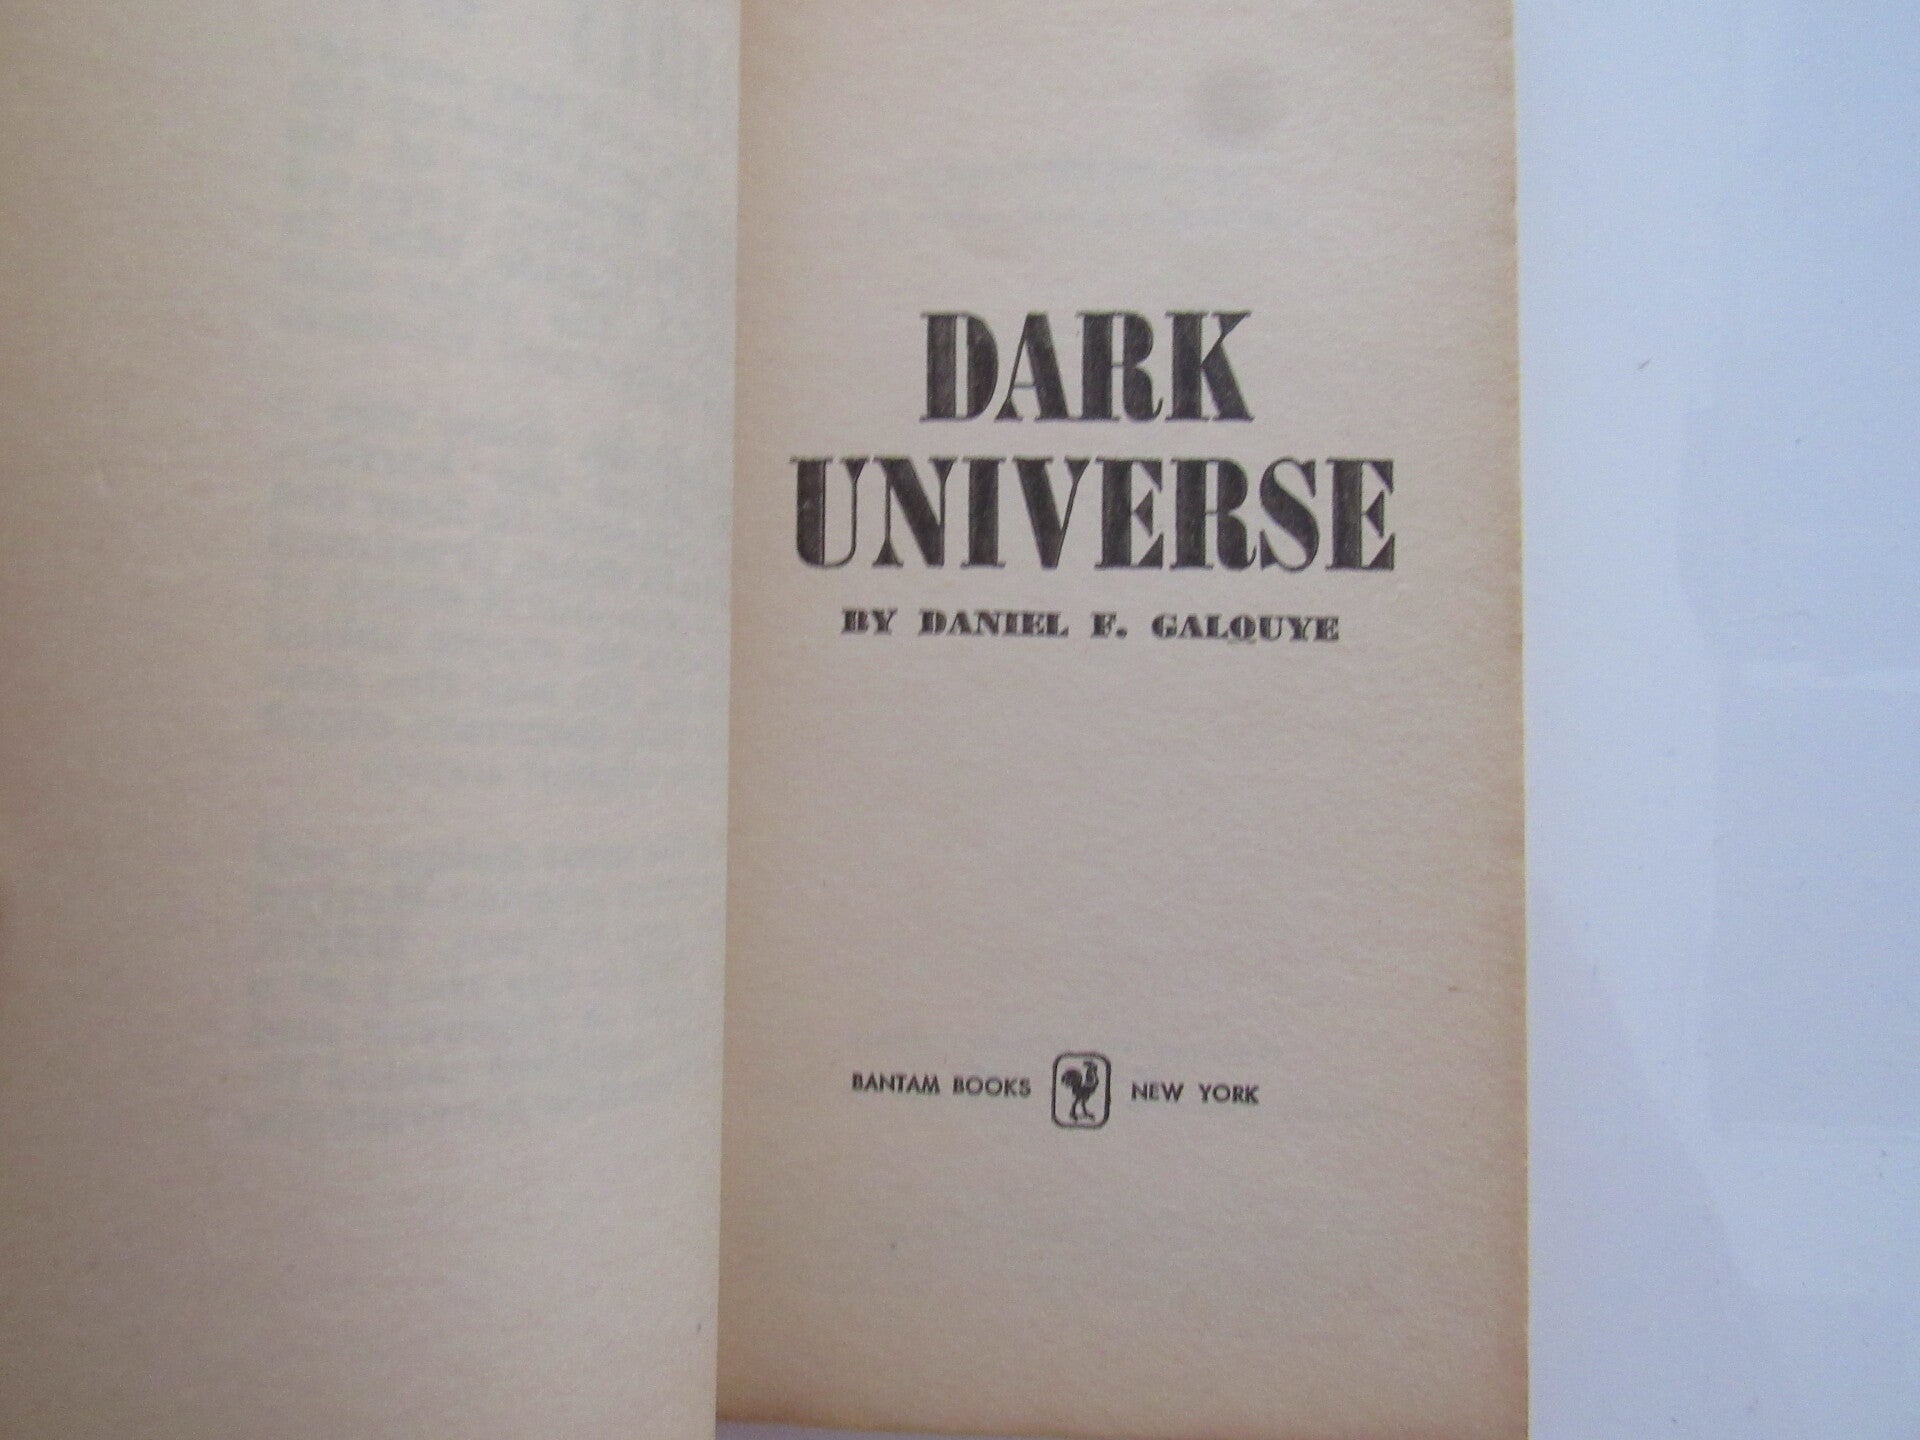 DARK
UNIVERSE
BY DANIEL F. GALOUYE
BANTAM BOOKS NEW YORK